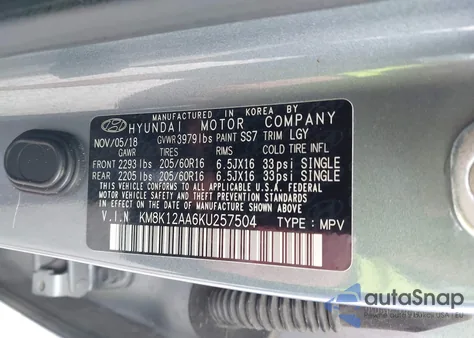 MANUFACTURED IN KOREA BY
HYUNDAI MOTOR COMPANY
NOV/05/18 GVWR 3979lbs PAINT SS7 TRIM LGY
GAWR TIRES RIMS COLD TIRE INFL
FRONT 2293 lbs 205/60R16 6.5JX16 33psi SINGLE
REAR 2205 lbs 205/60R16 6.5JX16 33psi SINGLE
THIS VEHICLE CONFORMS TO ALL APPLICABLE U.S.A. FEDERAL
MOTOR VEHICLE SAFETY, BUMPER, AND THEFT PREVENTION
STANDARDS IN EFFECT ON THE DATE OF MANUFACTURE SHOWN ABOVE
V.I.N KM8K12AA6KU257504 TYPE : MPV
autoSnap